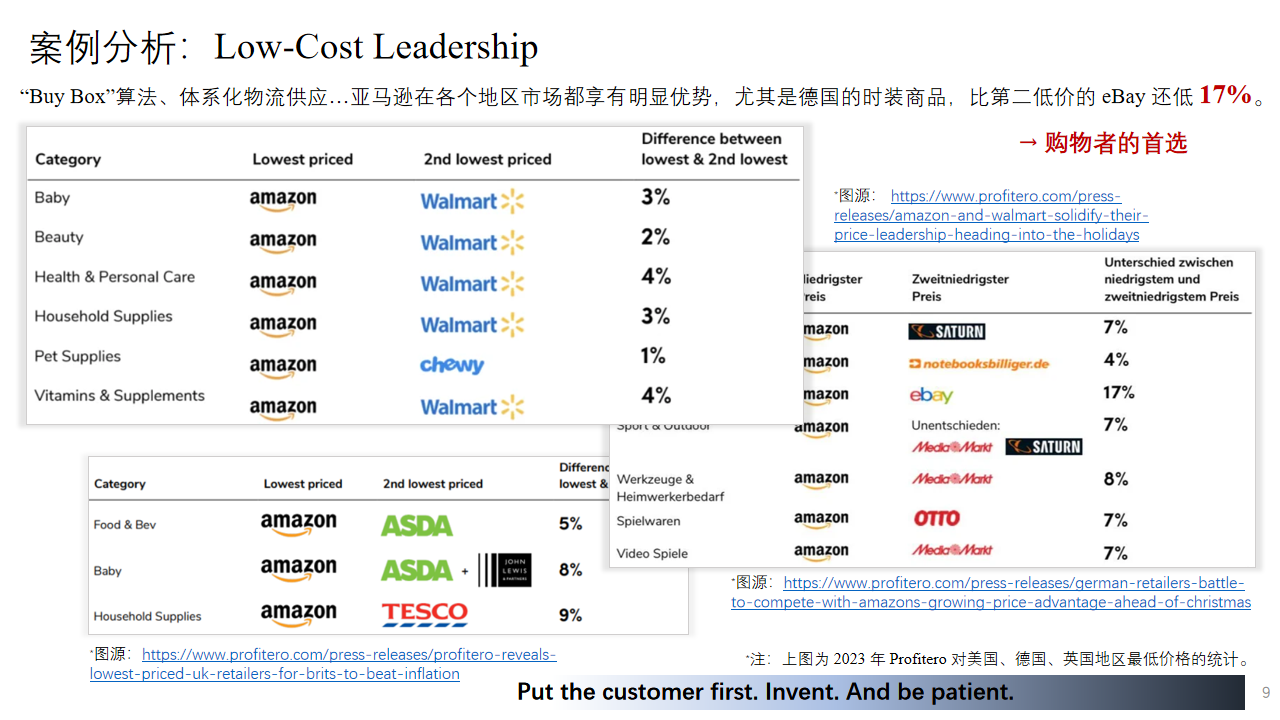 案例分析：Low-Cost Leadership
“Buy Box”算法、体系化物流供应…亚马逊在各个地区市场都享有明显优势，尤其是德国的时装商品，比第二低价的 eBay 还低 17%。
→ 购物者的首选
Category Lowest priced 2nd lowest priced Difference between lowest & 2nd lowest
Baby amazon Walmart 3%
Beauty amazon Walmart 2%
Health & Personal Care amazon Walmart 4%
Household Supplies amazon Walmart 3%
Pet Supplies amazon chewy 1%
Vitamins & Supplements amazon Walmart 4%
*图源： https://www.profitero.com/press-
releases/amazon-and-walmart-solidify-their-
price-leadership-heading-into-the-holidays
Zweitniedrigster Preis Unterschied zwischen niedrigstem und zweitniedrigstem Preis
amazon SATURN 7%
amazon notebooksbilliger.de 4%
amazon ebay 17%
Sport & Outdoor amazon Unentschieden: 7%
MediaMarkt SATURN
Werkzeuge & Heimwerkerbedarf amazon MediaMarkt 8%
Spielwaren amazon OTTO 7%
Video Spiele amazon MediaMarkt 7%
*图源：https://www.profitero.com/press-releases/german-retailers-battle-
to-compete-with-amazons-growing-price-advantage-ahead-of-christmas
Category Lowest priced 2nd lowest priced lowest &
Food & Bev amazon ASDA 5%
Baby amazon ASDA + JOHN LEWIS & PARTNERS 8%
Household Supplies amazon TESCO 9%
*图源：https://www.profitero.com/press-releases/profitero-reveals-
lowest-priced-uk-retailers-for-brits-to-beat-inflation
*注：上图为 2023 年 Profitero 对美国、德国、英国地区最低价格的统计。
Put the customer first. Invent. And be patient.
9